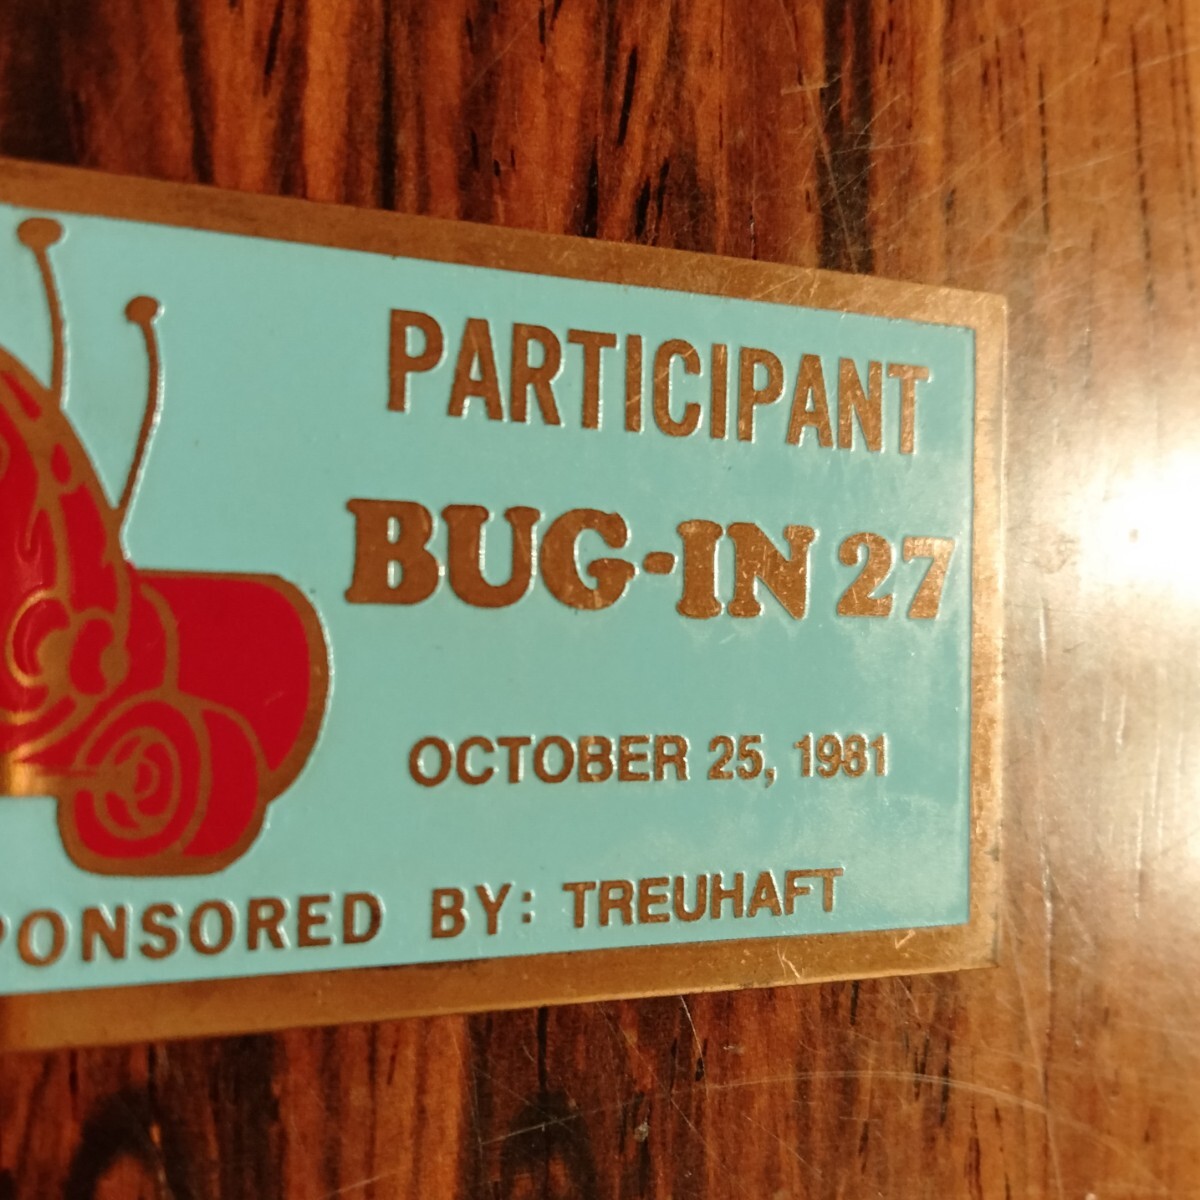 PARTICIPANT
BUG-IN 27
OCTOBER 25, 1981
PONSORED BY: TREUHAFT